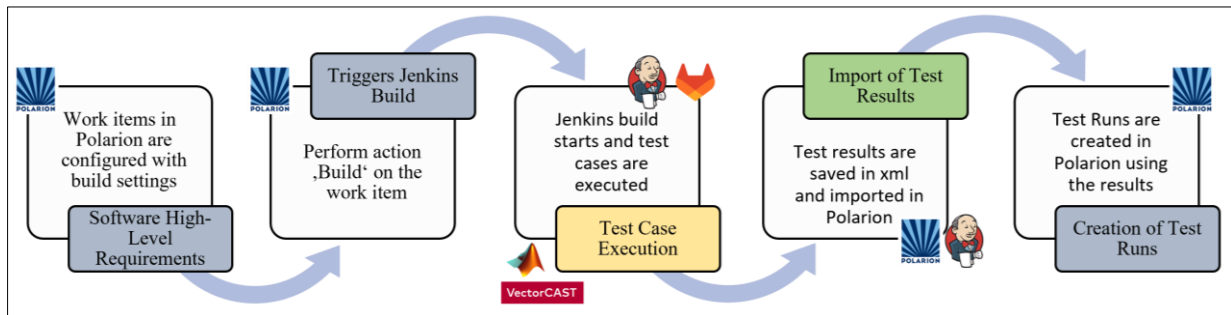 POLARION
Work items in
Polarion are
configured with
build settings
Software High-
Level
Requirements
POLARION
Triggers Jenkins
Build
Perform action
‚Build‘ on the
work item
Jenkins build
starts and test
cases are
executed
Test Case
Execution
VectorCAST
Import of Test
Results
Test results are
saved in xml
and imported in
Polarion
POLARION
POLARION
Test Runs are
created in
Polarion using
the results
Creation of Test
Runs